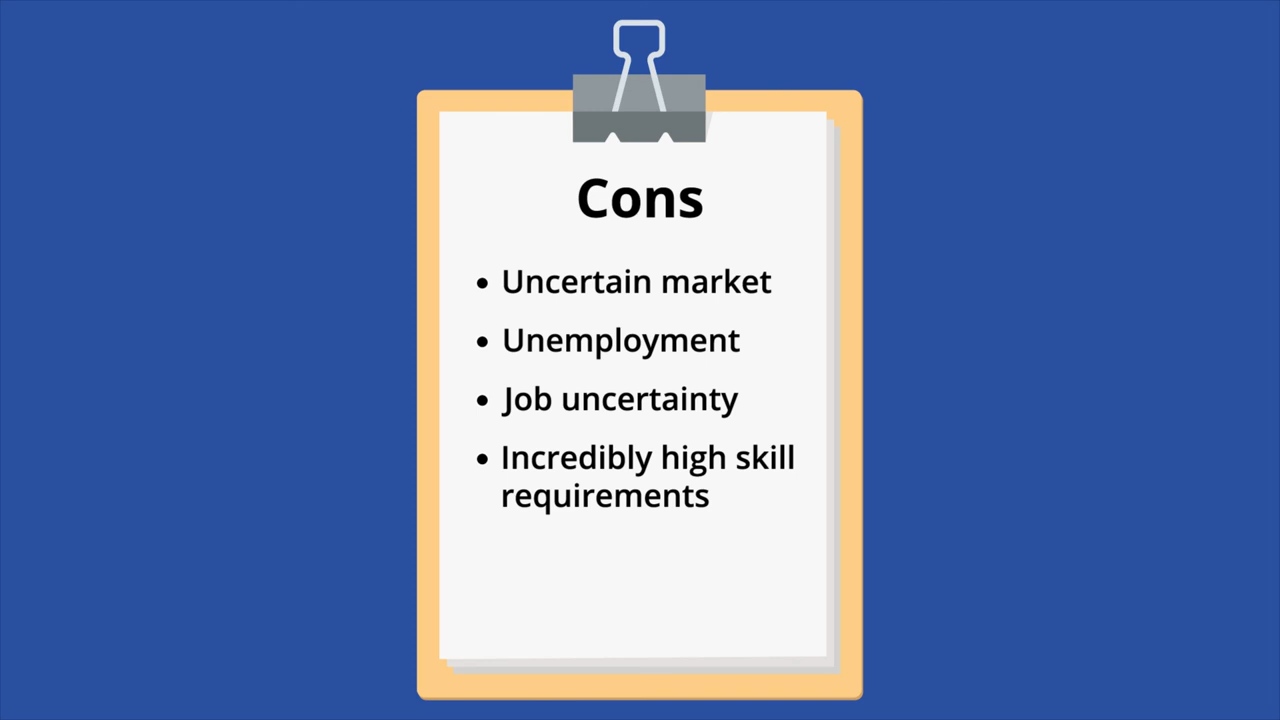 Cons
• Uncertain market
• Unemployment
• Job uncertainty
• Incredibly high skill
requirements